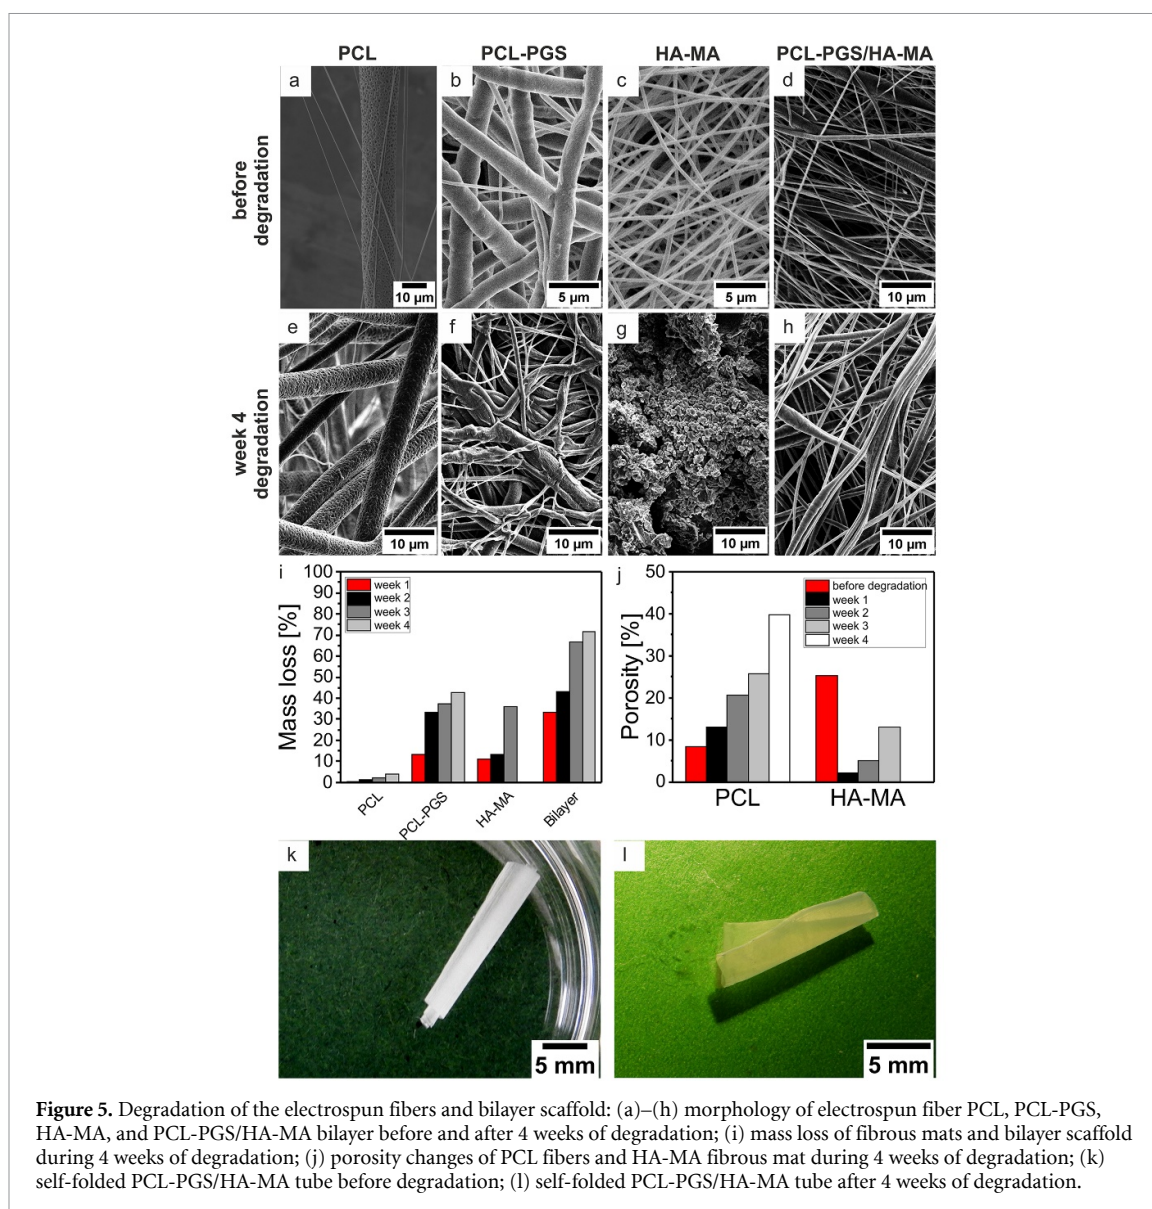 PCL
PCL-PGS
HA-MA
PCL-PGS/HA-MA
before
degradation
a
10 µm
b
5 µm
c
5 µm
d
10 µm
week 4
degradation
e
10 µm
f
10 µm
g
10 µm
h
10 µm
i
Mass loss [%]
100
90
80
70
60
50
40
30
20
10
0
week 1
week 2
week 3
week 4
PCL
PCL-PGS
HA-MA
Bilayer
j
Porosity [%]
50
40
30
20
10
0
before degradation
week 1
week 2
week 3
week 4
PCL
HA-MA
k
5 mm
l
5 mm
Figure 5. Degradation of the electrospun fibers and bilayer scaffold: (a)–(h) morphology of electrospun fiber PCL, PCL-PGS,
HA-MA, and PCL-PGS/HA-MA bilayer before and after 4 weeks of degradation; (i) mass loss of fibrous mats and bilayer scaffold
during 4 weeks of degradation; (j) porosity changes of PCL fibers and HA-MA fibrous mat during 4 weeks of degradation; (k)
self-folded PCL-PGS/HA-MA tube before degradation; (l) self-folded PCL-PGS/HA-MA tube after 4 weeks of degradation.